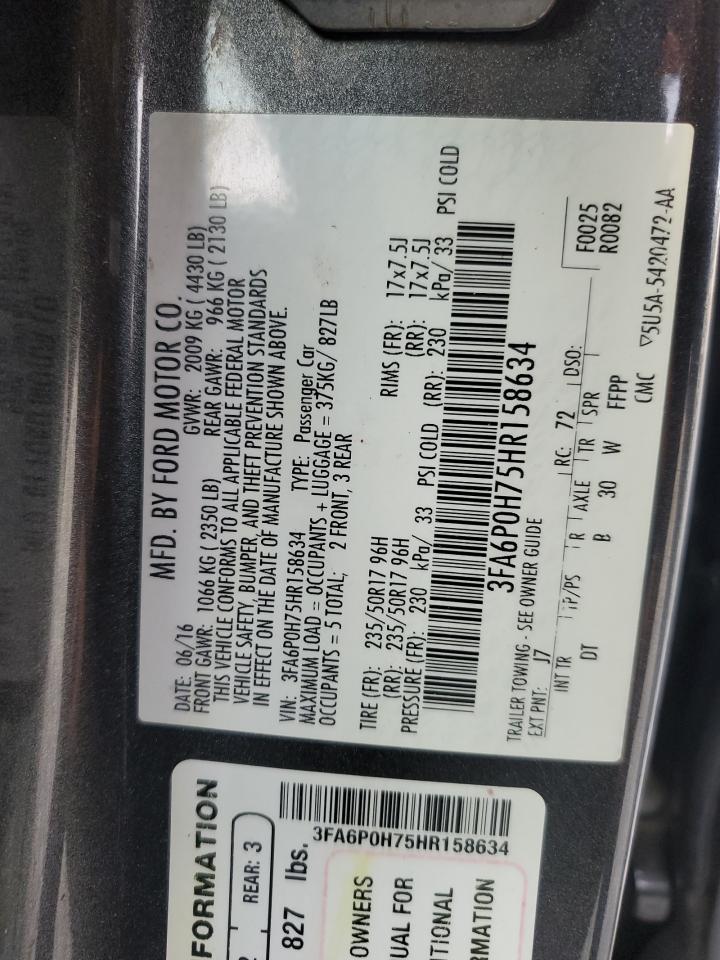 MFD. BY FORD MOTOR CO.
DATE: 06/16 GVWR: 2009 KG ( 4430 LB)
FRONT GAWR: 1066 KG ( 2350 LB) REAR GAWR: 966 KG ( 2130 LB)
THIS VEHICLE CONFORMS TO ALL APPLICABLE FEDERAL MOTOR
VEHICLE SAFETY, BUMPER, AND THEFT PREVENTION STANDARDS
IN EFFECT ON THE DATE OF MANUFACTURE SHOWN ABOVE.
VIN: 3FA6P0H75HR158634 TYPE: Passenger Car
MAXIMUM LOAD = OCCUPANTS + LUGGAGE = 375KG/ 827LB
OCCUPANTS = 5 TOTAL; 2 FRONT, 3 REAR
TIRE (FR): 235/50R17 96H RIMS (FR): 17x7.5J
(RR): 235/50R17 96H (RR): 17x7.5J
PRESSURE (FR): 230 kPa/ 33 PSI COLD (RR): 230 kPa/ 33 PSI COLD
3FA6P0H75HR158634
TRAILER TOWING - SEE OWNER GUIDE
EXT PNT: J7 RC: 72 DSO: F0025
R0082
INT TR TP/PS R AXLE TR SPR
DT B 30 W FFPP
CMC ▽5U5A-5420472-AA
FORMATION
REAR: 3
827 lbs.
3FA6P0H75HR158634
OWNERS
UAL FOR
TIONAL
RMATION